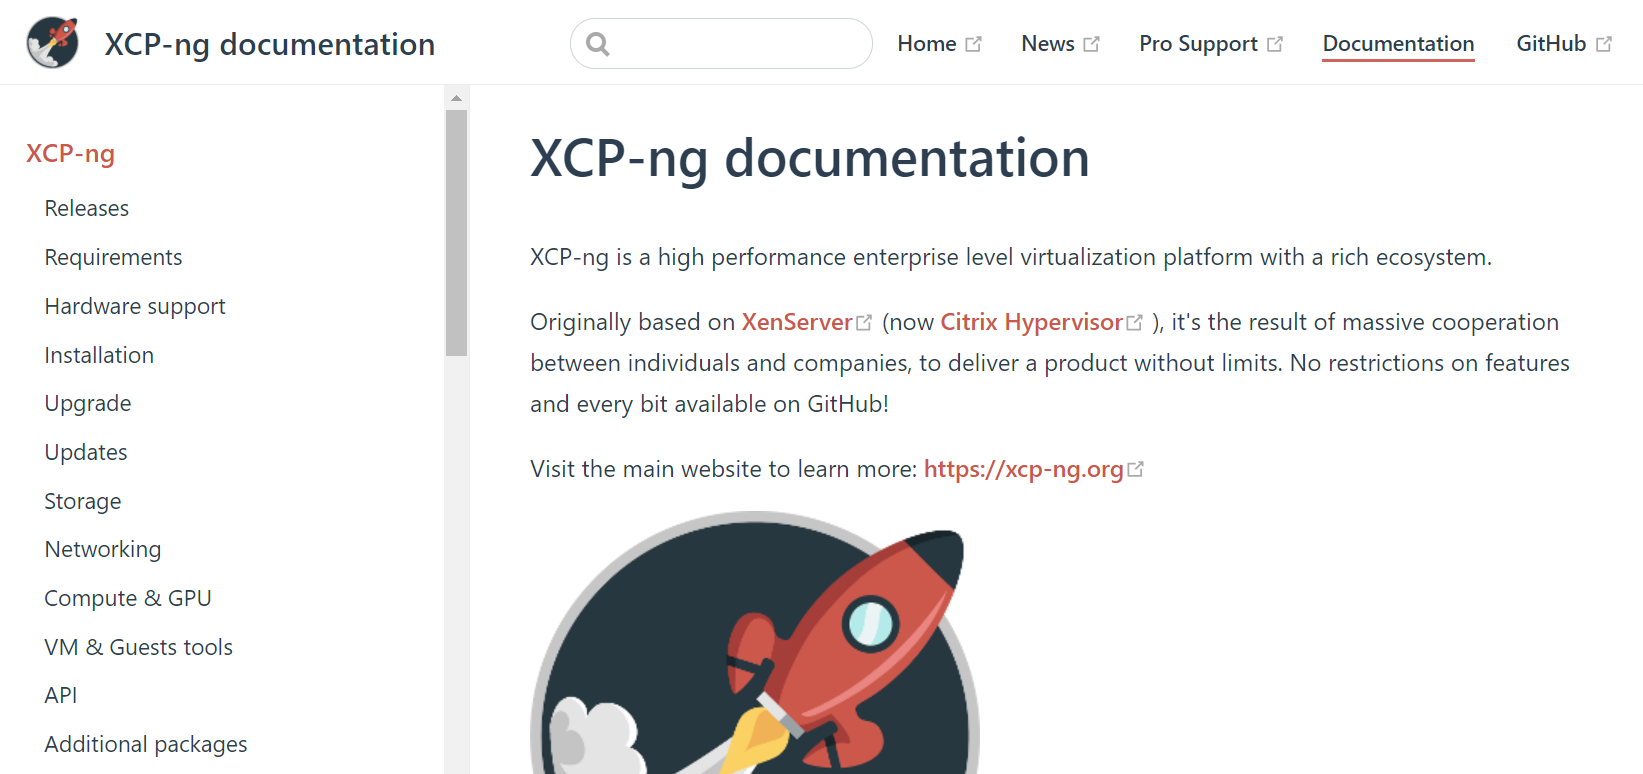 XCP-ng documentation
Home
News
Pro Support
Documentation
GitHub
XCP-ng
Releases
Requirements
Hardware support
Installation
Upgrade
Updates
Storage
Networking
Compute & GPU
VM & Guests tools
API
Additional packages
XCP-ng documentation
XCP-ng is a high performance enterprise level virtualization platform with a rich ecosystem.
Originally based on XenServer (now Citrix Hypervisor ), it's the result of massive cooperation
between individuals and companies, to deliver a product without limits. No restrictions on features
and every bit available on GitHub!
Visit the main website to learn more: https://xcp-ng.org